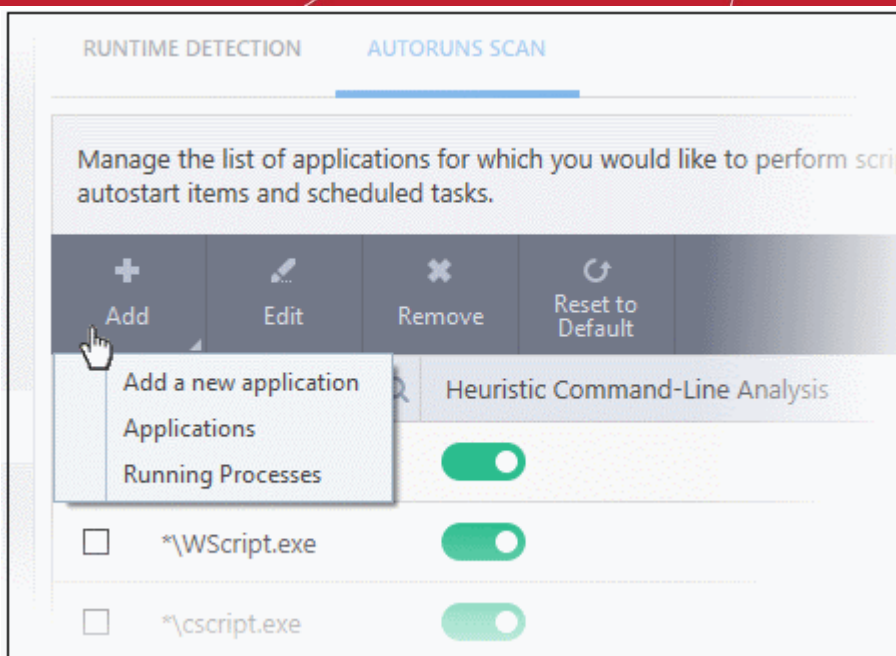 RUNTIME DETECTION AUTORUNS SCAN
Manage the list of applications for which you would like to perform
autostart items and scheduled tasks.
Add Edit Remove Reset to Default
Add a new application
Heuristic Command-Line Analysis
Applications
Running Processes
*\WScript.exe
*\cscript.exe